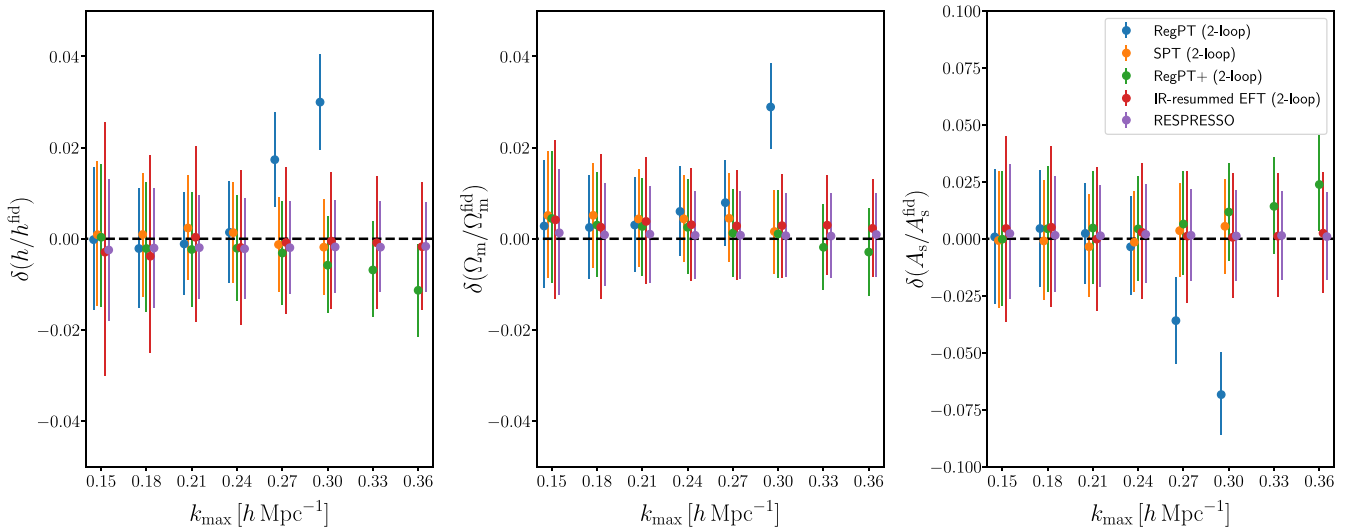 δ(h/h^fid)
0.04
0.02
0.00
−0.02
−0.04
0.15 0.18 0.21 0.24 0.27 0.30 0.33 0.36
k_max [h Mpc⁻¹]
δ(Ω_m/Ω_m^fid)
0.04
0.02
0.00
−0.02
−0.04
0.15 0.18 0.21 0.24 0.27 0.30 0.33 0.36
k_max [h Mpc⁻¹]
δ(A_s/A_s^fid)
0.100
0.075
0.050
0.025
0.000
−0.025
−0.050
−0.075
−0.100
0.15 0.18 0.21 0.24 0.27 0.30 0.33 0.36
k_max [h Mpc⁻¹]
RegPT (2-loop)
SPT (2-loop)
RegPT+ (2-loop)
IR-resummed EFT (2-loop)
RESPRESSO